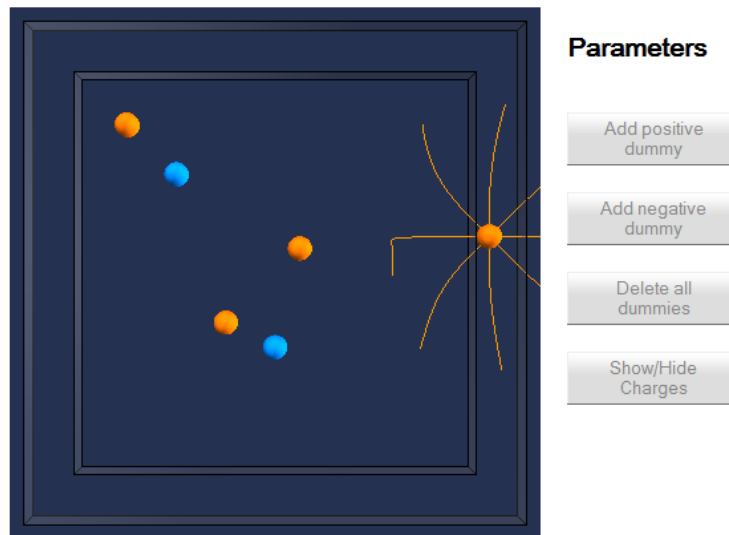 Parameters
Add positive
dummy
Add negative
dummy
Delete all
dummies
Show/Hide
Charges